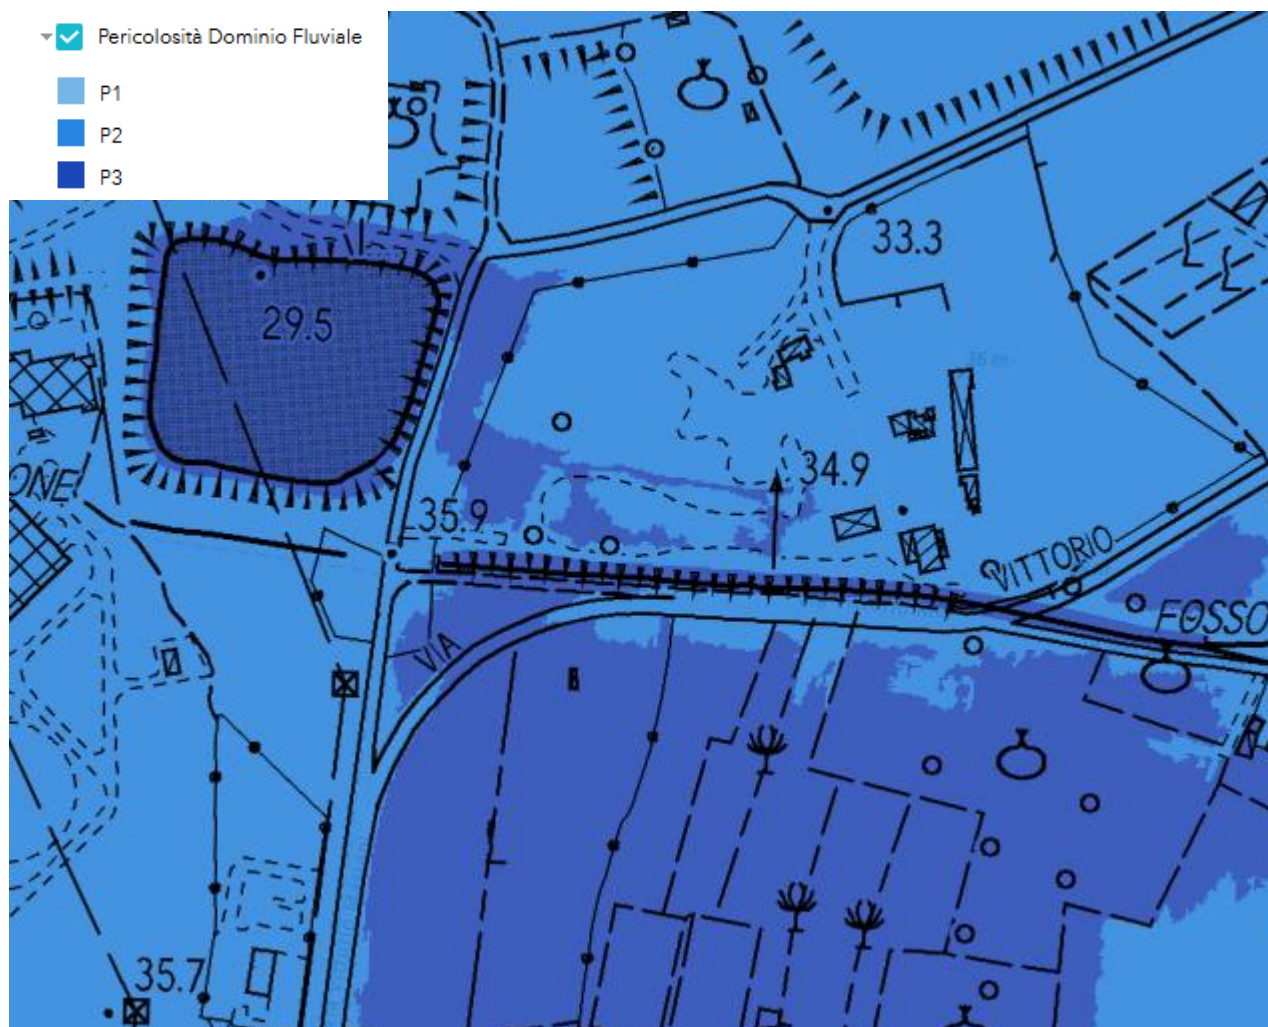 Pericolosità Dominio Fluviale
P1
P2
P3
33.3
29.5
36 m
34.9
ONE
35.9
VITTORIO
FOSSO
VIA
35.7